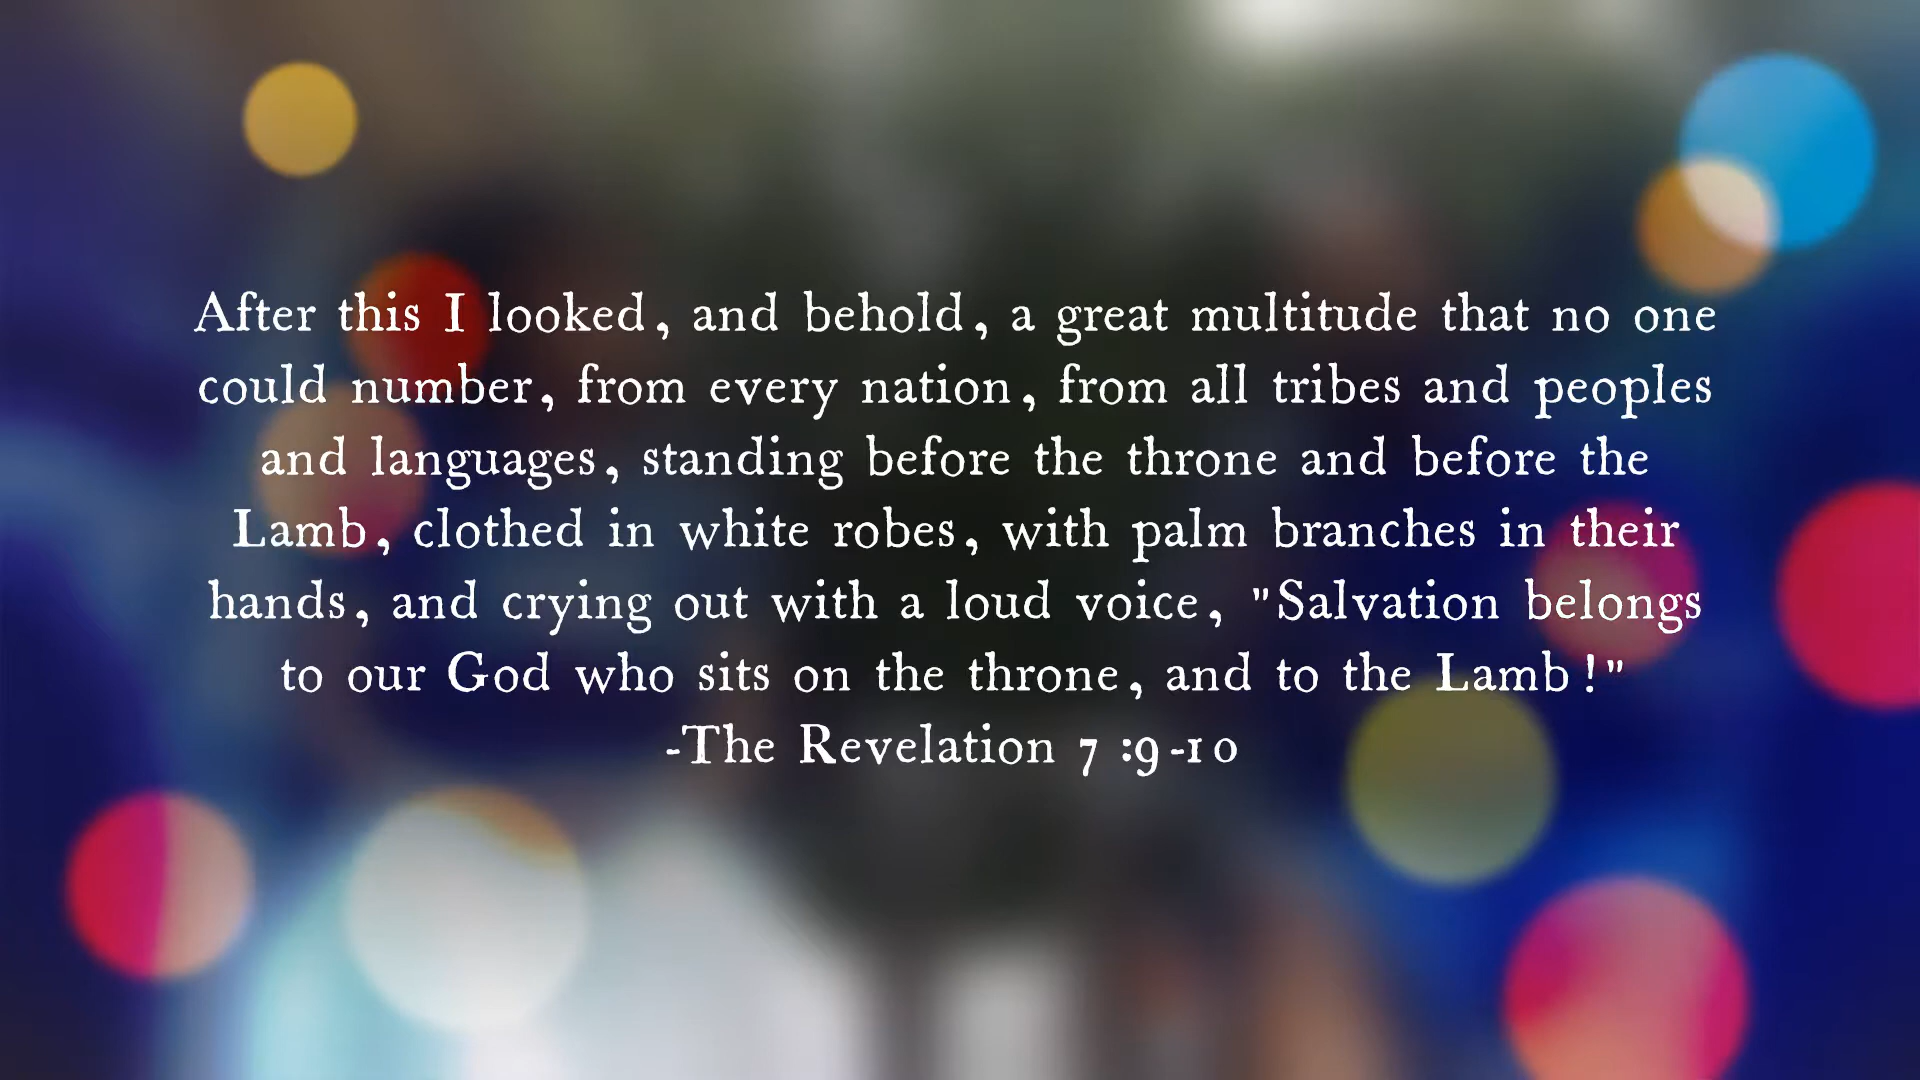 After this I looked, and behold, a great multitude that no one
could number, from every nation, from all tribes and peoples
and languages, standing before the throne and before the
Lamb, clothed in white robes, with palm branches in their
hands, and crying out with a loud voice, "Salvation belongs
to our God who sits on the throne, and to the Lamb!"
-The Revelation 7:9-10